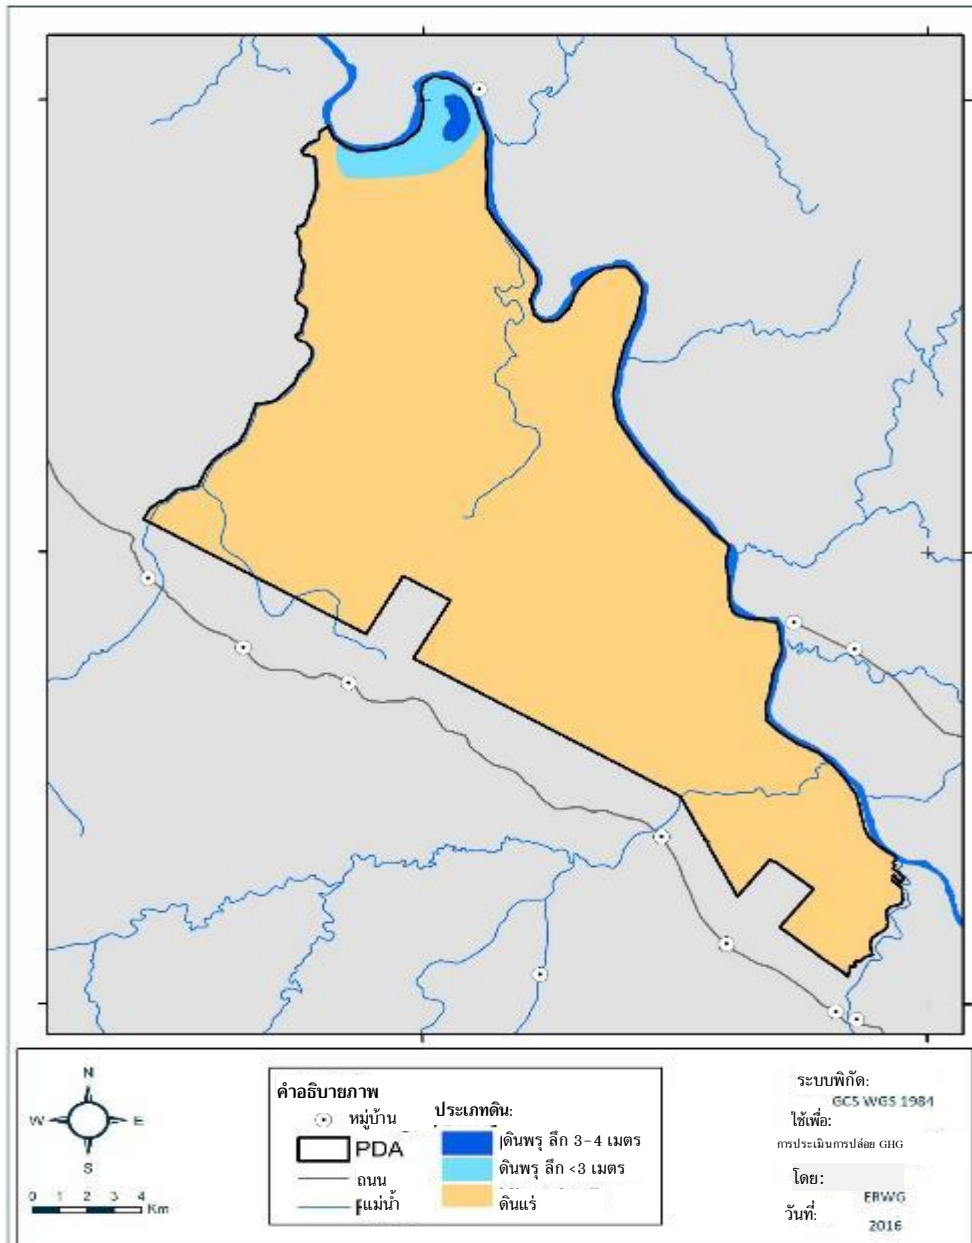 N
W E
S
0 1 2 3 4
Km
คำอธิบายภาพ
หมู่บ้าน
PDA
ถนน
แม่น้ำ
ประเภทดิน:
ดินพรุ ลึก 3-4 เมตร
ดินพรุ ลึก <3 เมตร
ดินแร่
ระบบพิกัด:
GCS WGS 1984
ใช้เพื่อ:
การประเมินการปล่อย GHG
โดย:
ERWG
วันที่:
2016